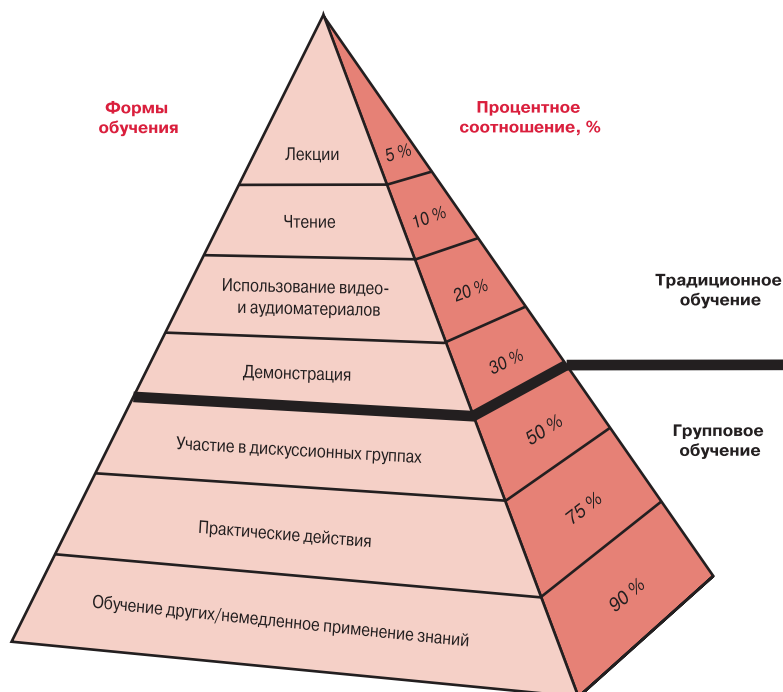 Формы
обучения
Процентное
соотношение, %
Лекции
5 %
Чтение
10 %
Использование видео-
и аудиоматериалов
20 %
Демонстрация
30 %
Традиционное
обучение
Участие в дискуссионных группах
50 %
Групповое
обучение
Практические действия
75 %
Обучение других/немедленное применение знаний
90 %